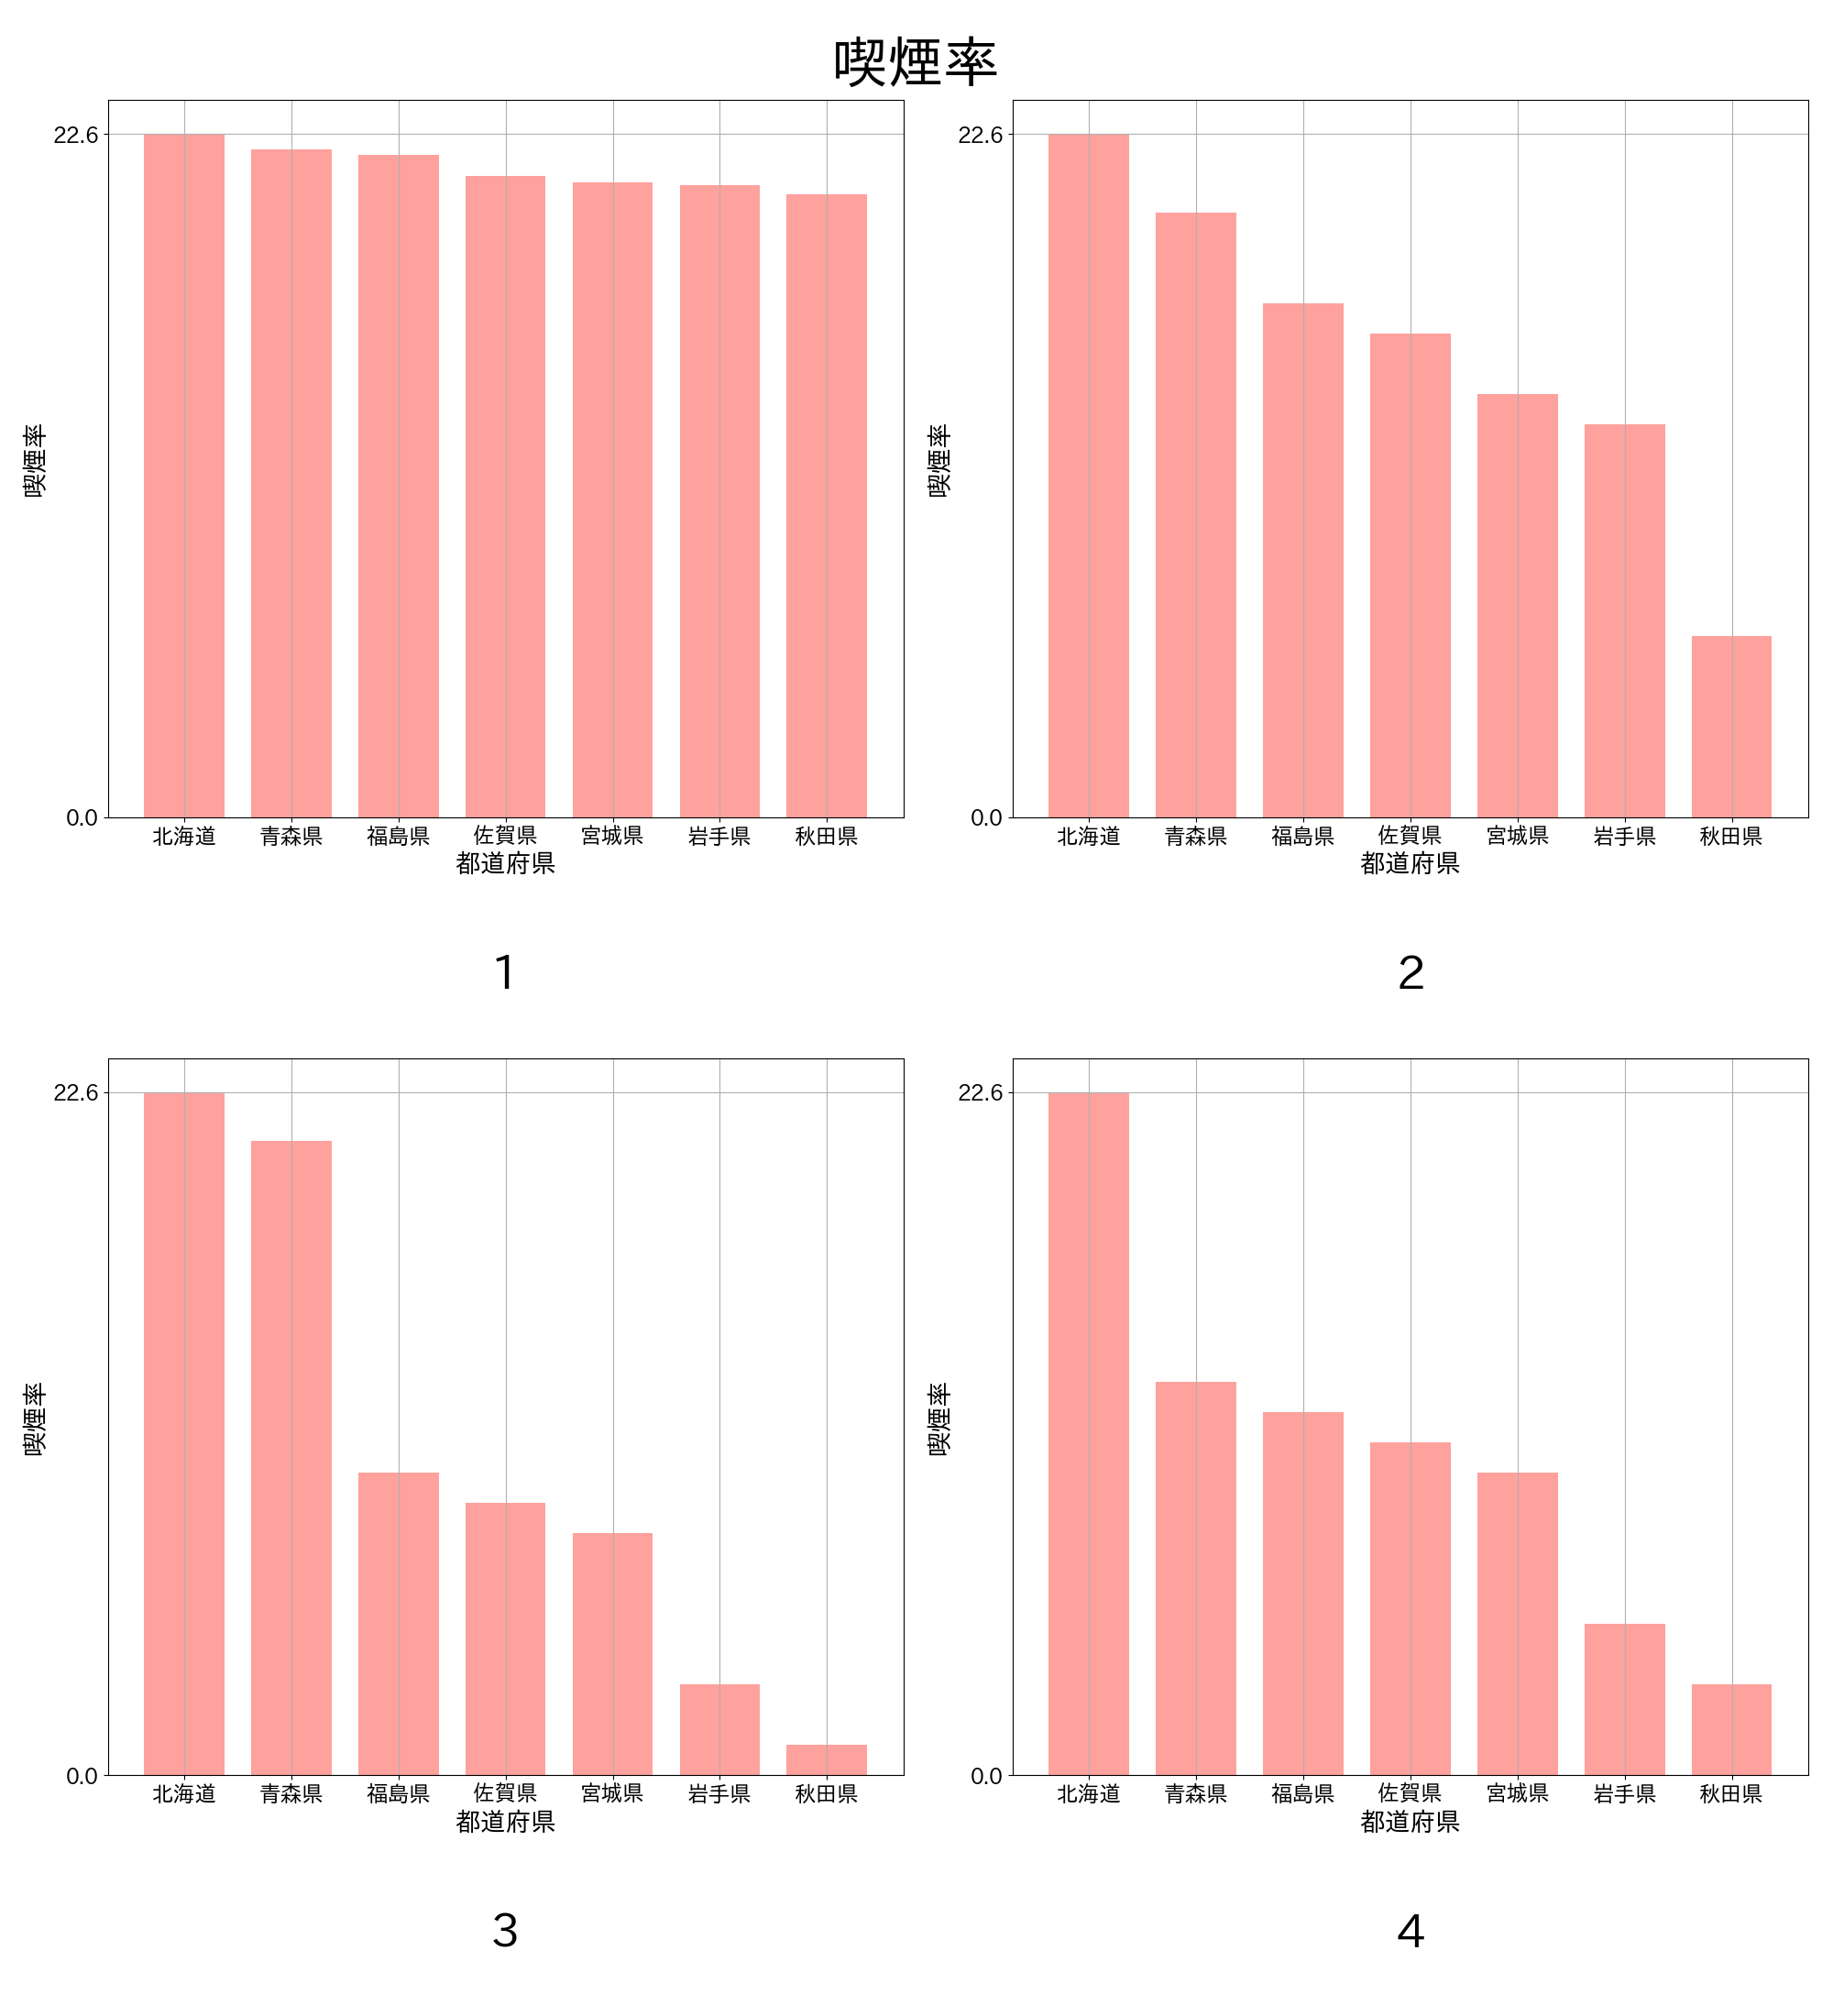 喫煙率
22.6
0.0
喫煙率
北海道 青森県 福島県 佐賀県 宮城県 岩手県 秋田県
都道府県
1
22.6
0.0
喫煙率
北海道 青森県 福島県 佐賀県 宮城県 岩手県 秋田県
都道府県
2
22.6
0.0
喫煙率
北海道 青森県 福島県 佐賀県 宮城県 岩手県 秋田県
都道府県
3
22.6
0.0
喫煙率
北海道 青森県 福島県 佐賀県 宮城県 岩手県 秋田県
都道府県
4